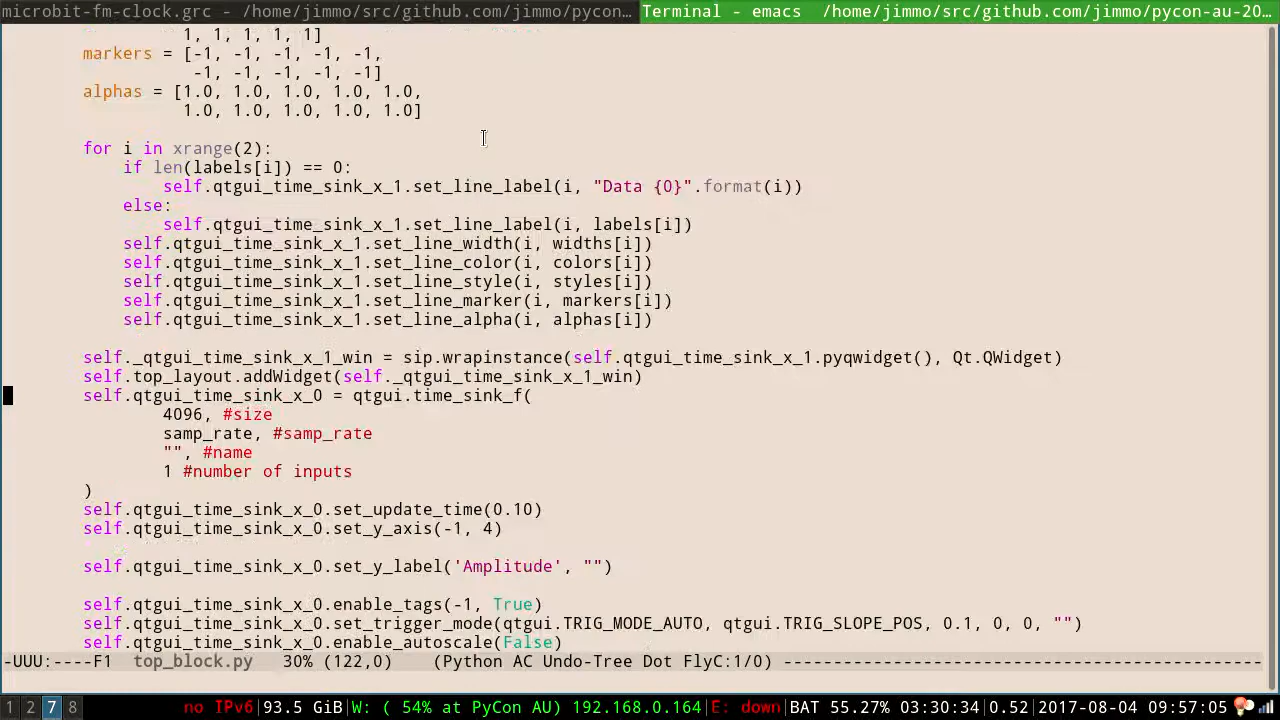 microbit-fm-clock.grc - /home/jimmo/src/github.com/jimmo/pycon... Terminal - emacs  /home/jimmo/src/github.com/jimmo/pycon-au-20...
1, 1, 1, 1, 1]
markers = [-1, -1, -1, -1, -1,
-1, -1, -1, -1, -1]
alphas = [1.0, 1.0, 1.0, 1.0, 1.0,
1.0, 1.0, 1.0, 1.0, 1.0]
for i in xrange(2):
if len(labels[i]) == 0:
self.qtgui_time_sink_x_1.set_line_label(i, "Data {0}".format(i))
else:
self.qtgui_time_sink_x_1.set_line_label(i, labels[i])
self.qtgui_time_sink_x_1.set_line_width(i, widths[i])
self.qtgui_time_sink_x_1.set_line_color(i, colors[i])
self.qtgui_time_sink_x_1.set_line_style(i, styles[i])
self.qtgui_time_sink_x_1.set_line_marker(i, markers[i])
self.qtgui_time_sink_x_1.set_line_alpha(i, alphas[i])
self._qtgui_time_sink_x_1_win = sip.wrapinstance(self.qtgui_time_sink_x_1.pyqwidget(), Qt.QWidget)
self.top_layout.addWidget(self._qtgui_time_sink_x_1_win)
self.qtgui_time_sink_x_0 = qtgui.time_sink_f(
4096, #size
samp_rate, #samp_rate
"", #name
1 #number of inputs
)
self.qtgui_time_sink_x_0.set_update_time(0.10)
self.qtgui_time_sink_x_0.set_y_axis(-1, 4)
self.qtgui_time_sink_x_0.set_y_label('Amplitude', "")
self.qtgui_time_sink_x_0.enable_tags(-1, True)
self.qtgui_time_sink_x_0.set_trigger_mode(qtgui.TRIG_MODE_AUTO, qtgui.TRIG_SLOPE_POS, 0.1, 0, 0, "")
self.qtgui_time_sink_x_0.enable_autoscale(False)
-UUU:----F1  top_block.py   30% (122,0)    (Python AC Undo-Tree Dot FlyC:1/0) ------------------------------------------------
1 2 7 8 no IPv6|93.5 GiB|W: ( 54% at PyCon AU) 192.168.0.164|E: down|BAT 55.27% 03:30:34|0.52|2017-08-04 09:57:05